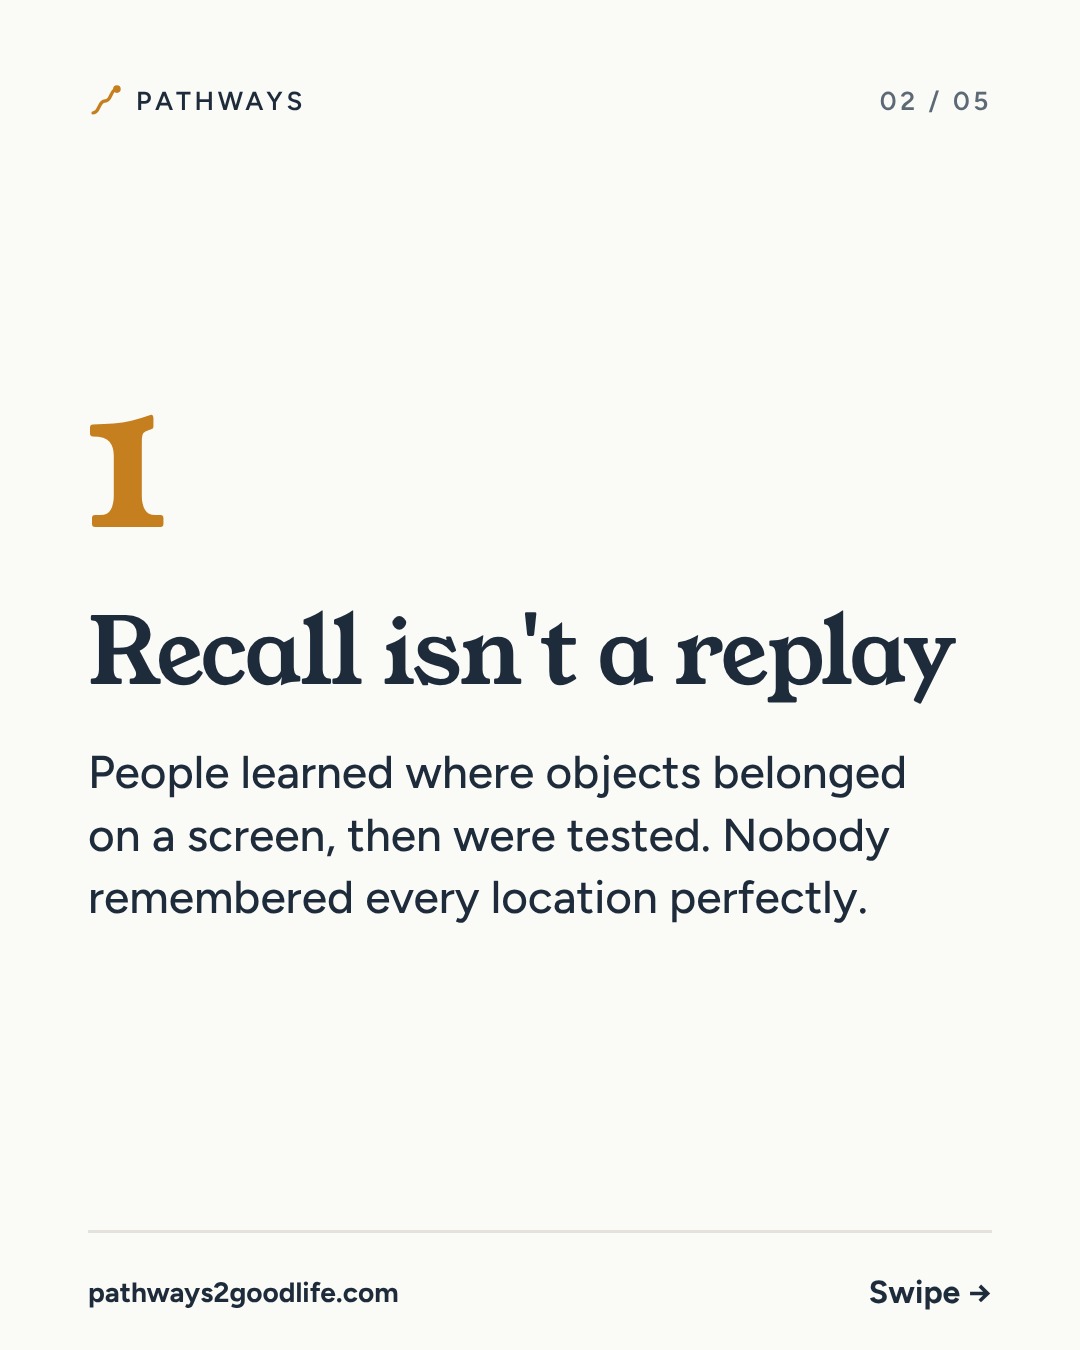 PATHWAYS
02 / 05
1
Recall isn't a replay
People learned where objects belonged
on a screen, then were tested. Nobody
remembered every location perfectly.
pathways2goodlife.com
Swipe →